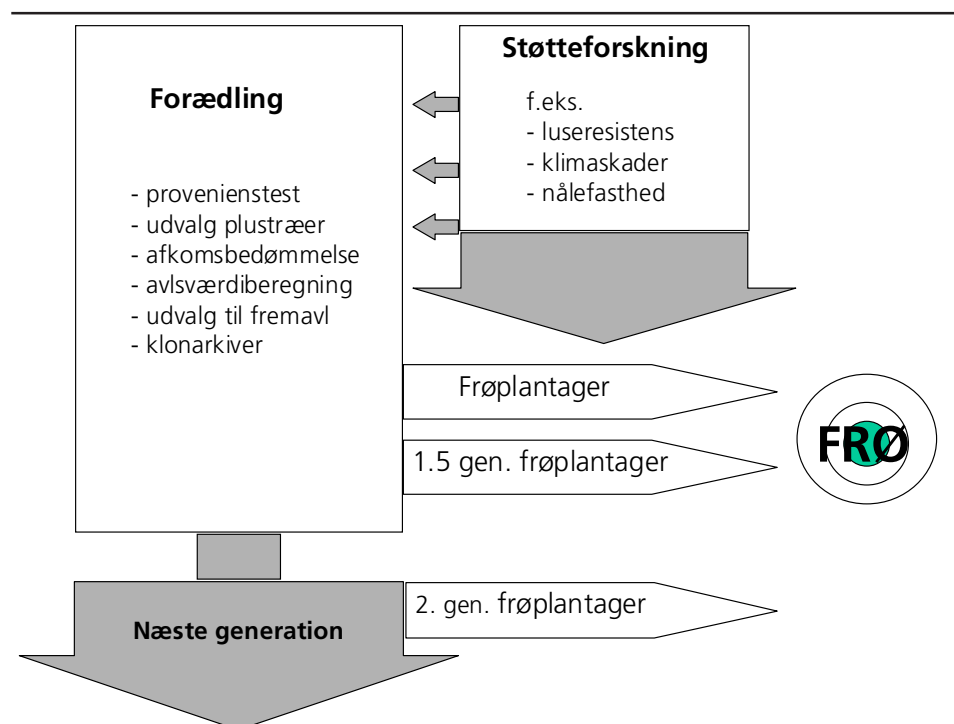 Forædling
- provenienstest
- udvalg plustræer
- afkomsbedømmelse
- avlsværdiberegning
- udvalg til fremavl
- klonarkiver
Støtteforskning
f.eks.
- luseresistens
- klimaskader
- nålefasthed
Frøplantager
1.5 gen. frøplantager
FRØ
Næste generation
2. gen. frøplantager